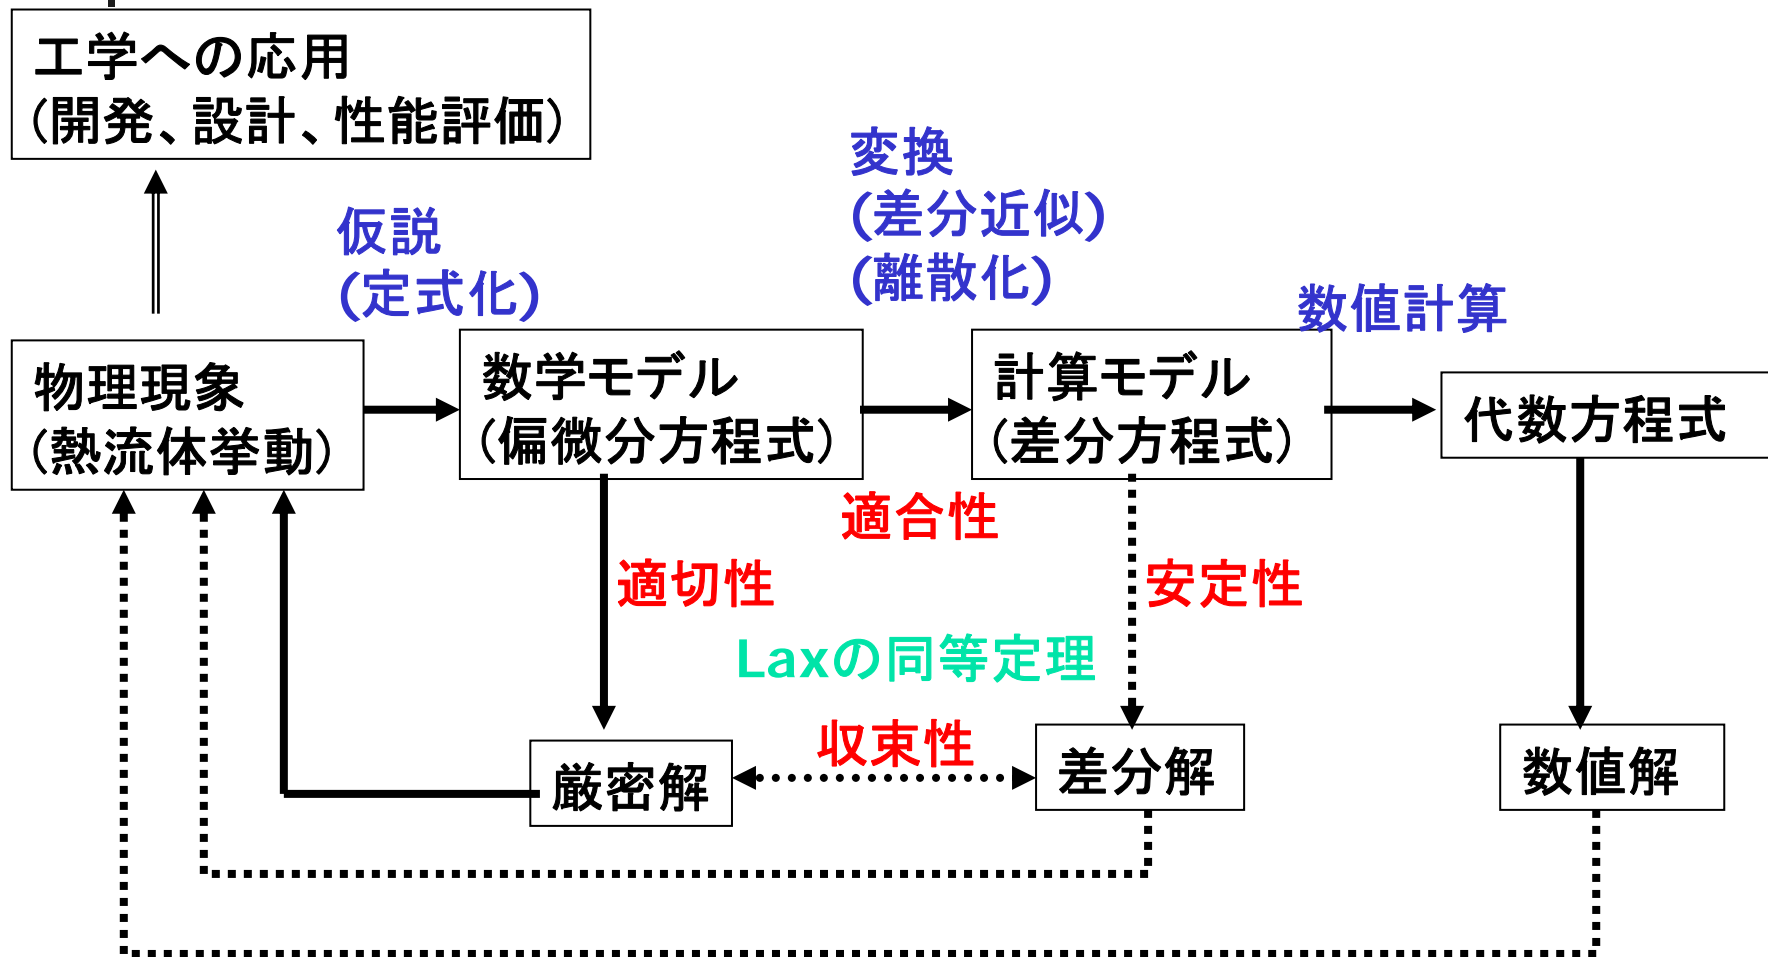 工学への応用
（開発、設計、性能評価）
変換
(差分近似)
(離散化)
仮説
(定式化)
数値計算
物理現象
（熱流体挙動）
数学モデル
（偏微分方程式）
計算モデル
（差分方程式）
代数方程式
適合性
適切性
安定性
Laxの同等定理
収束性
厳密解
差分解
数値解